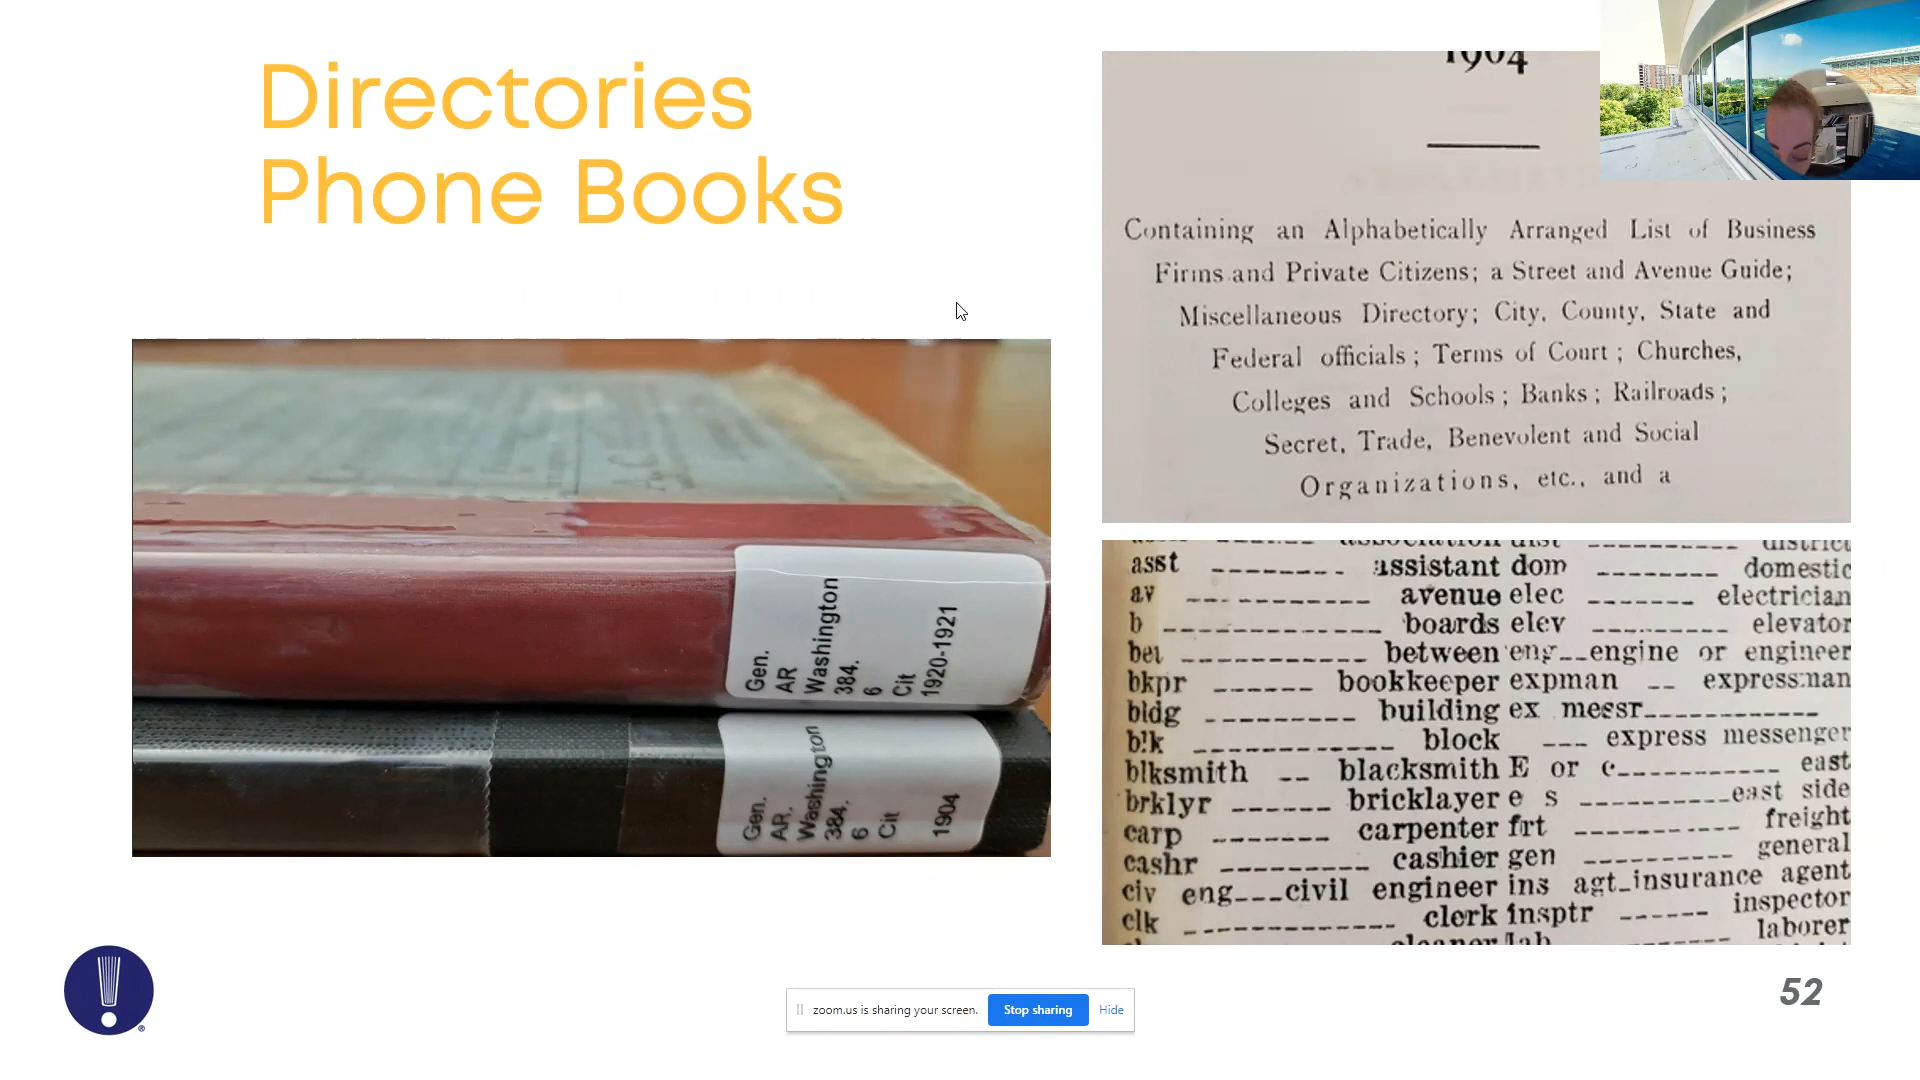 Directories
Phone Books
1904
Containing an Alphabetically Arranged List of Business
Firms and Private Citizens; a Street and Avenue Guide;
Miscellaneous Directory; City, County, State and
Federal officials; Terms of Court; Churches,
Colleges and Schools; Banks; Railroads;
Secret, Trade, Benevolent and Social
Organizations, etc., and a
Gen.
AR
Washington
384.
6
Cit
1920-1921
Gen.
AR.
Washington
384.
6
Cit
1904
association dist ---------- district
asst --------- assistant dom -------- domestic
av ------------ avenue elec ------- electrician
b -------------- boards elev --------- elevator
bet ------------ between eng--engine or engineer
bkpr ------ bookkeeper expman -- expressman
bldg --------- building ex messr------------
blk ------------ block --- express messenger
blksmith -- blacksmith E or e----------- east
brklyr ------ bricklayer e s ----------east side
carp ------- carpenter frt ----------- freight
cashr --------- cashier gen ---------- general
civ eng---civil engineer ins agt-insurance agent
clk ------------- clerk insptr ------ inspector
cleaner lab --------- laborer
52
zoom.us is sharing your screen. Stop sharing Hide